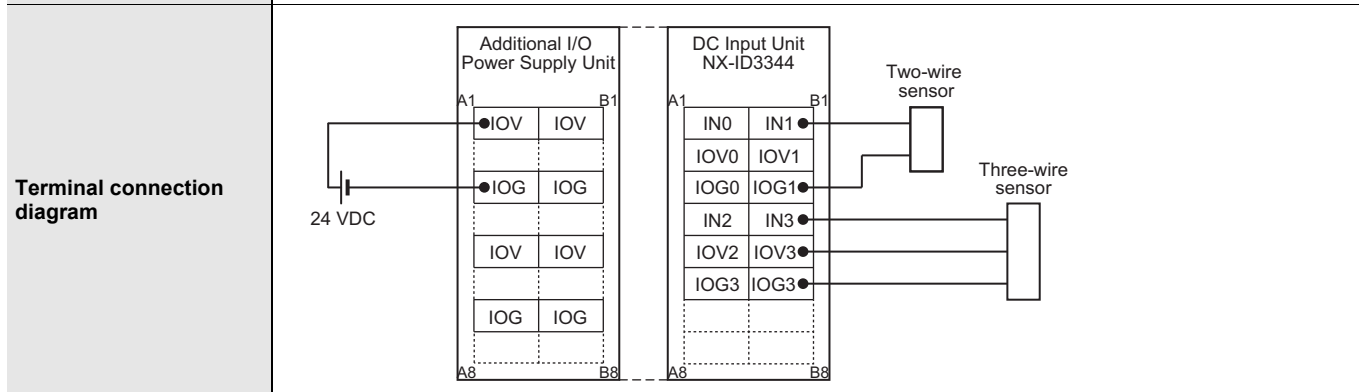 Terminal connection
diagram
Additional I/O
Power Supply Unit
A1 B1
IOV IOV
IOG IOG
IOV IOV
IOG IOG
A8 B8
24 VDC
DC Input Unit
NX-ID3344
A1 B1
IN0 IN1
IOV0 IOV1
IOG0 IOG1
IN2 IN3
IOV2 IOV3
IOG3 IOG3
A8 B8
Two-wire
sensor
Three-wire
sensor